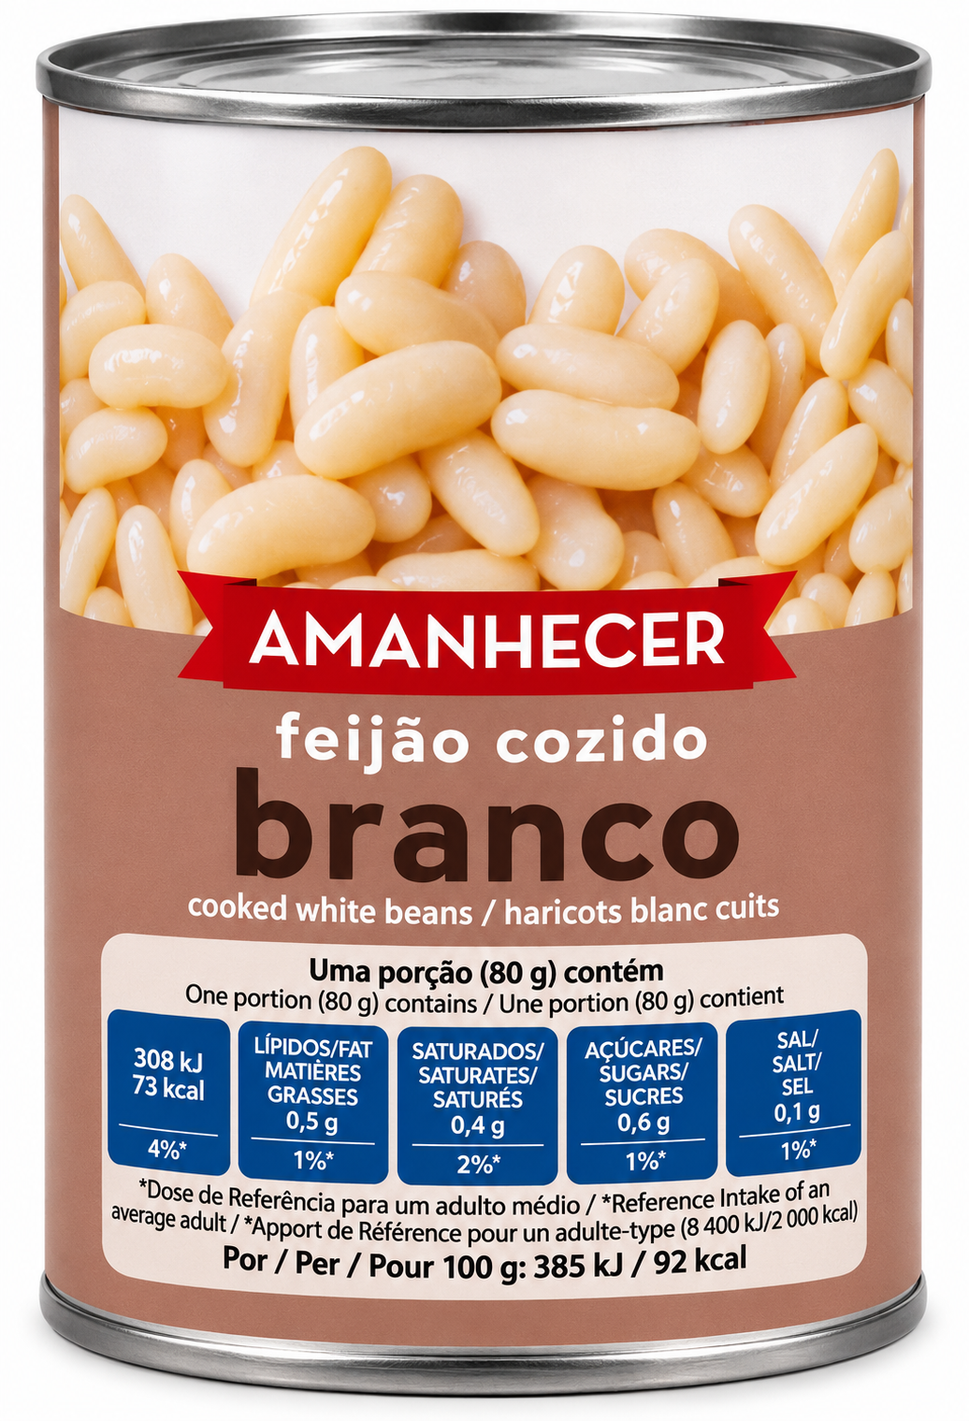 AMANHECER
feijão cozido
branco
cooked white beans / haricots blanc cuits
Uma porção (80 g) contém
One portion (80 g) contains / Une portion (80 g) contient
308 kJ
73 kcal
4%*
LÍPIDOS/FAT
MATIÈRES
GRASSES
0,5 g
1%*
SATURADOS/
SATURATES/
SATURÉS
0,4 g
2%*
AÇÚCARES/
SUGARS/
SUCRES
0,6 g
1%*
SAL/
SALT/
SEL
0,1 g
1%*
*Dose de Referência para um adulto médio / *Reference Intake of an
average adult / *Apport de Référence pour un adulte-type (8 400 kJ/2 000 kcal)
Por / Per / Pour 100 g: 385 kJ / 92 kcal